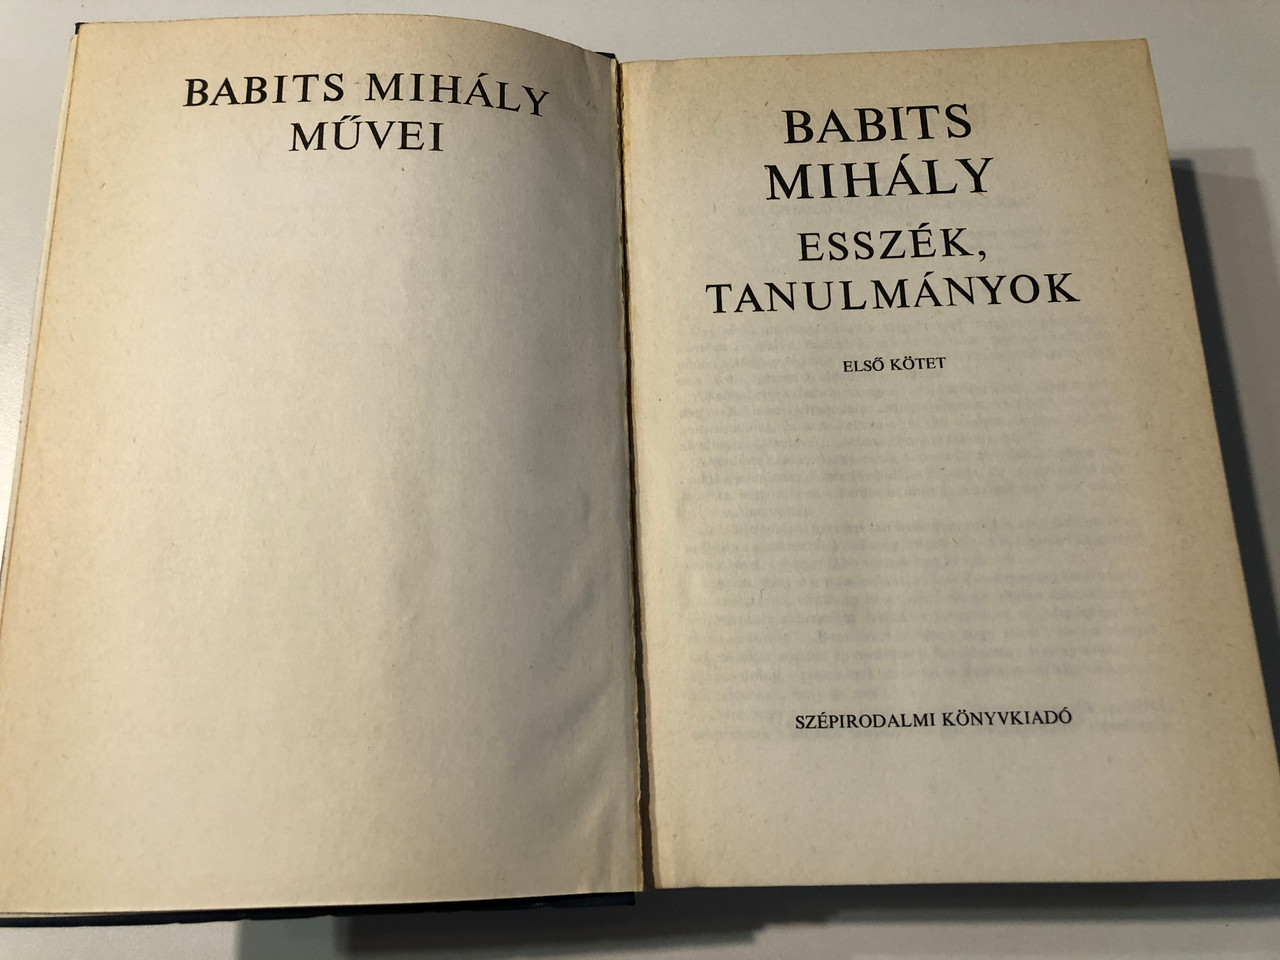 BABITS MIHÁLY
MŰVEI
BABITS
MIHÁLY
ESSZÉK,
TANULMÁNYOK
ELSŐ KÖTET
SZÉPIRODALMI KÖNYVKIADÓ